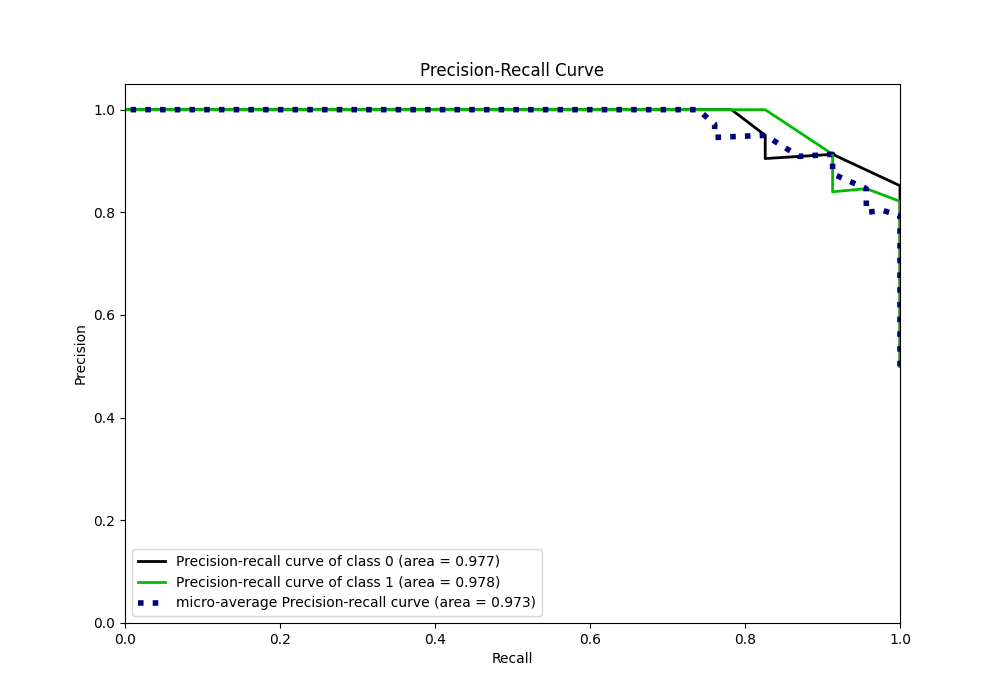 Precision-Recall Curve
1.0
0.8
0.6
0.4
0.2
0.0
Precision
Precision-recall curve of class 0 (area = 0.977)
Precision-recall curve of class 1 (area = 0.978)
micro-average Precision-recall curve (area = 0.973)
0.0 0.2 0.4 0.6 0.8 1.0
Recall